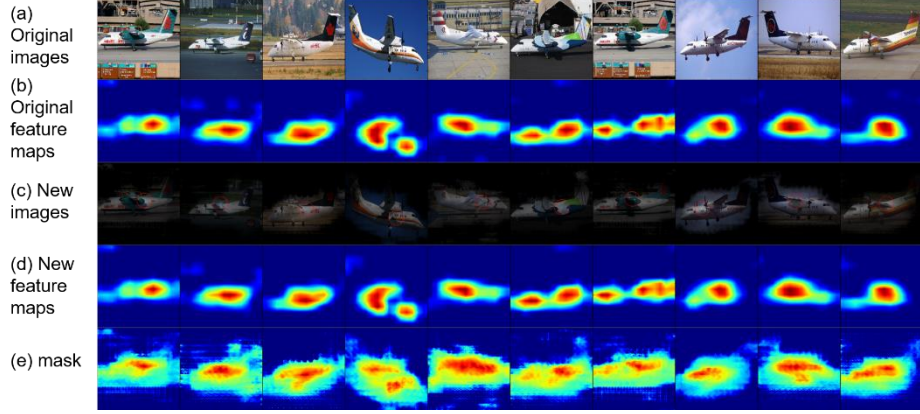 (a)
Original
images
(b)
Original
feature
maps
(c) New
images
(d) New
feature
maps
(e) mask